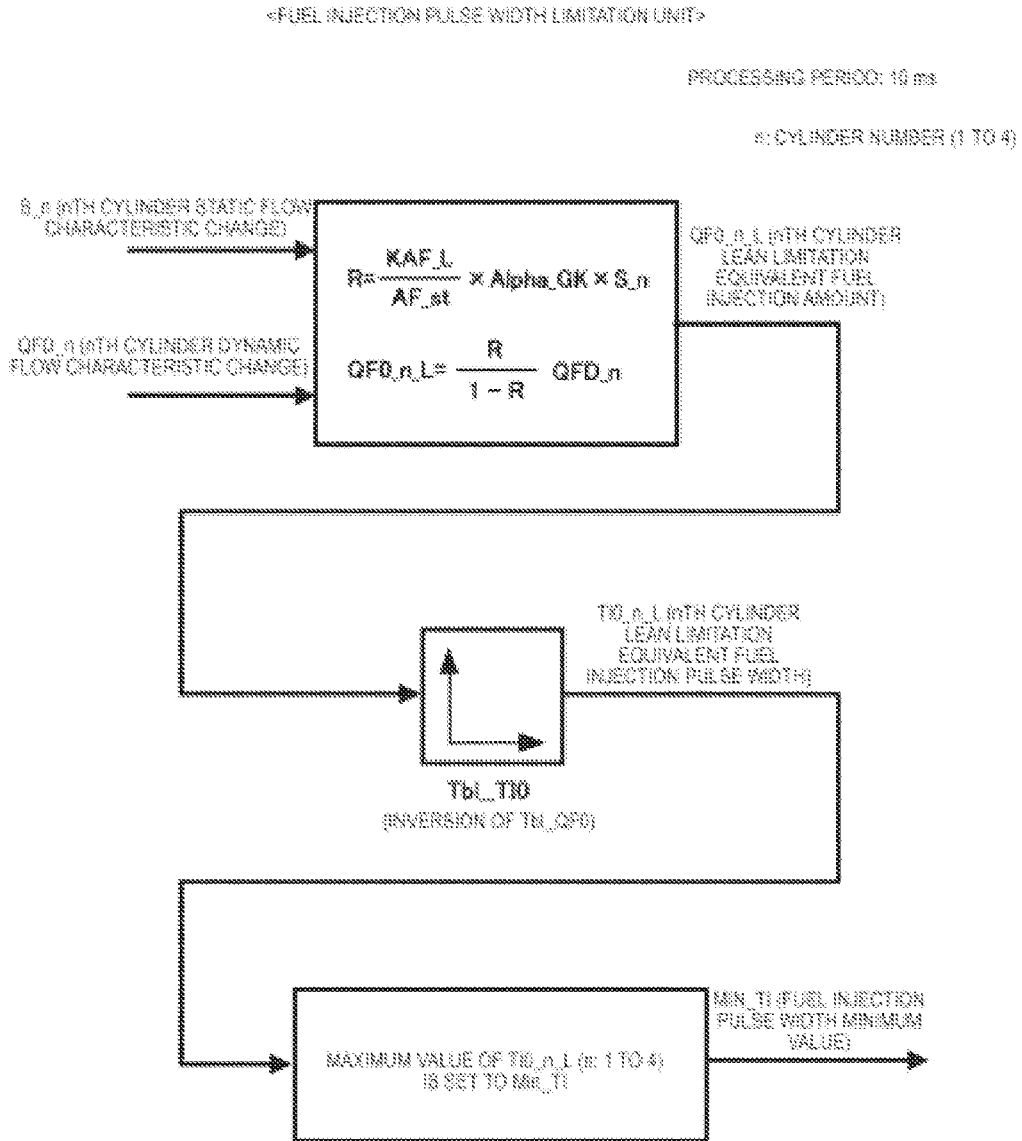 <FUEL INJECTION PULSE WIDTH LIMITATION UNIT>
PROCESSING PERIOD: 10 ms
n: CYLINDER NUMBER (1 TO 4)
S_n (nTH CYLINDER STATIC FLOW
CHARACTERISTIC CHANGE)
R= KAF_L / AF_st × Alpha_QK × S_n
QF0_n_L (nTH CYLINDER
LEAN LIMITATION
EQUIVALENT FUEL
INJECTION AMOUNT)
QFD_n (nTH CYLINDER DYNAMIC
FLOW CHARACTERISTIC CHANGE)
QF0_n_L= R / 1 − R QFD_n
TI0_n_L (nTH CYLINDER
LEAN LIMITATION
EQUIVALENT FUEL
INJECTION PULSE WIDTH)
Tbl_TI0
(INVERSION OF Tbl_QF0)
MIN_TI (FUEL INJECTION
PULSE WIDTH MINIMUM
VALUE)
MAXIMUM VALUE OF TI0_n_L (n: 1 TO 4)
IS SET TO Min_TI